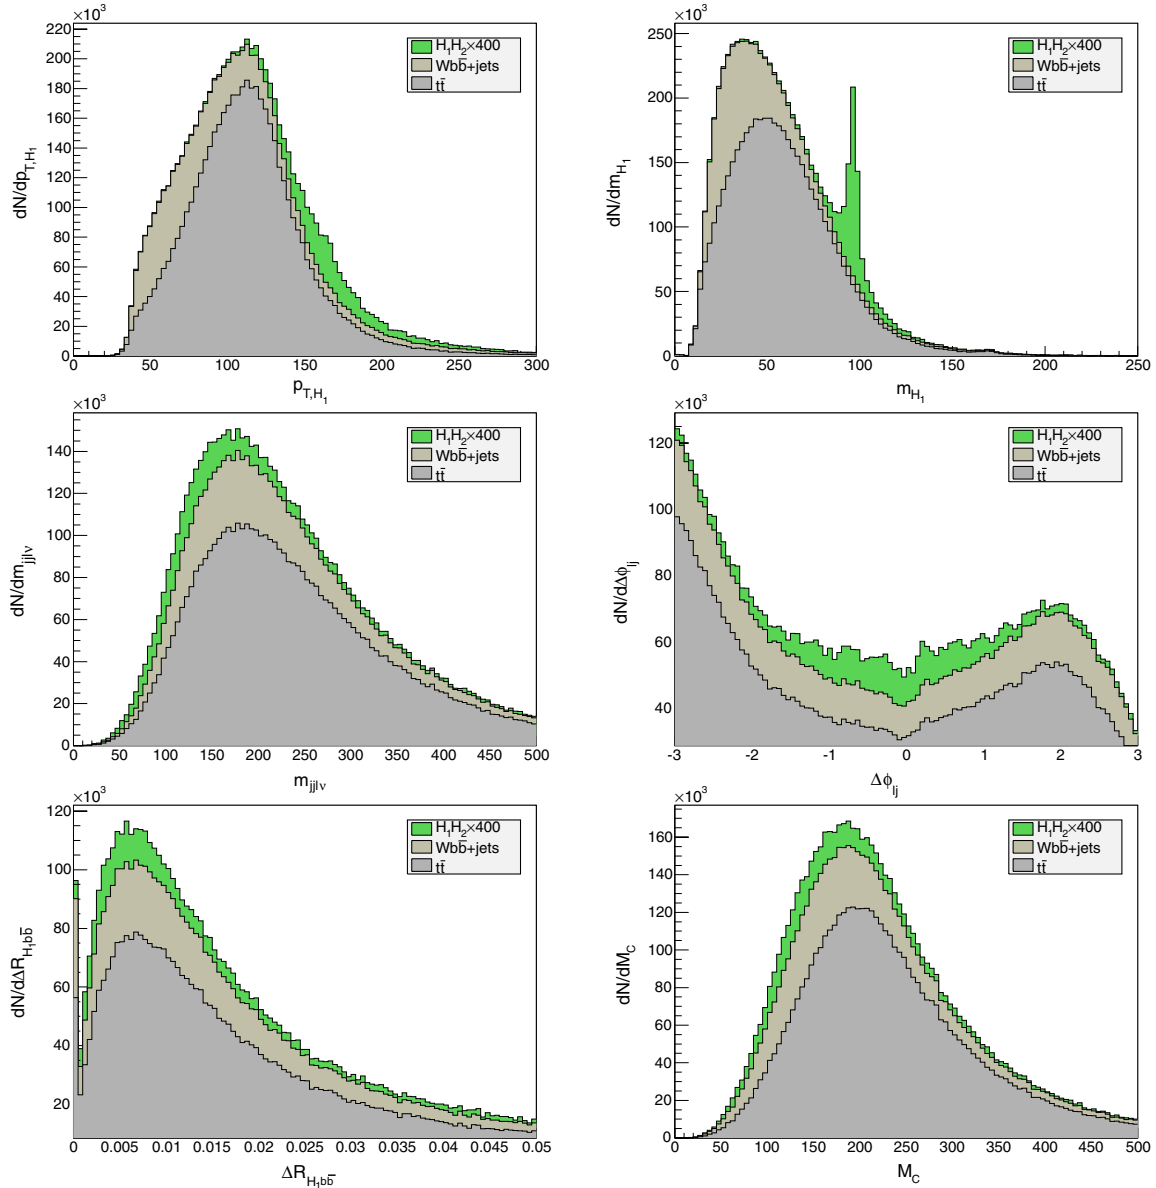 ×10³
dN/dp_T,H₁
220
200
180
160
140
120
100
80
60
40
20
0
50 100 150 200 250 300
p_T,H₁
H₁H₂×400
Wbb̄+jets
tt̄
×10³
dN/dm_H₁
250
200
150
100
50
0
0 50 100 150 200 250
m_H₁
H₁H₂×400
Wbb̄+jets
tt̄
×10³
dN/dm_jjlν
140
120
100
80
60
40
20
0
0 50 100 150 200 250 300 350 400 450 500
m_jjlν
H₁H₂×400
Wbb̄+jets
tt̄
×10³
dN/dΔϕ_lj
120
100
80
60
40
-3 -2 -1 0 1 2 3
Δϕ_lj
H₁H₂×400
Wbb̄+jets
tt̄
×10³
dN/dΔR_H₁bb̄
120
100
80
60
40
20
0 0.005 0.01 0.015 0.02 0.025 0.03 0.035 0.04 0.045 0.05
ΔR_H₁bb̄
H₁H₂×400
Wbb̄+jets
tt̄
×10³
dN/dM_C
160
140
120
100
80
60
40
20
0
0 50 100 150 200 250 300 350 400 450 500
M_C
H₁H₂×400
Wbb̄+jets
tt̄